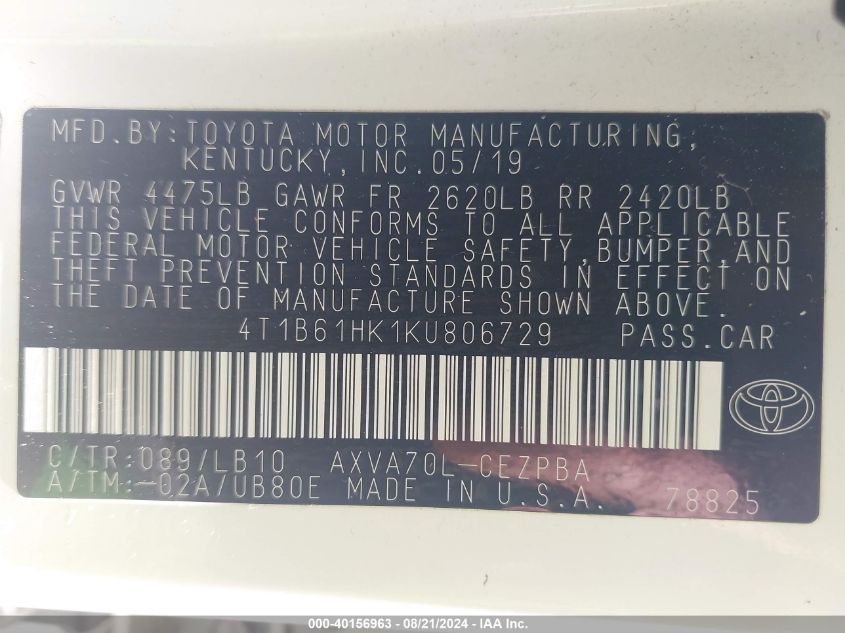 MFD. BY: TOYOTA MOTOR MANUFACTURING,
KENTUCKY, INC. 05/19
GVWR 4475LB GAWR FR 2620LB RR 2420LB
THIS VEHICLE CONFORMS TO ALL APPLICABLE
FEDERAL MOTOR VEHICLE SAFETY, BUMPER, AND
THEFT PREVENTION STANDARDS IN EFFECT ON
THE DATE OF MANUFACTURE SHOWN ABOVE.
4T1B61HK1KU806729 PASS. CAR
C/TR: 089/LB10 AXVA70L-CEZPBA
A/TM: -02A/UB80E MADE IN U.S.A. 78825
000-40156963 - 08/21/2024 - IAAI.com